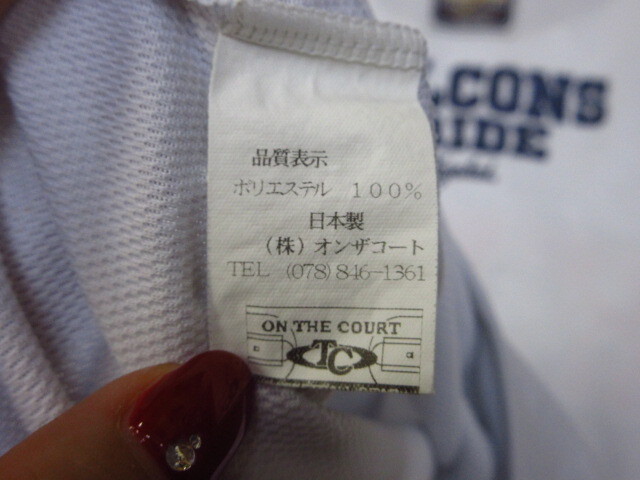 品質表示
ポリエステル 100%
日本製
(株) オンザコート
TEL (078) 846-1361
ON THE COURT
TC
LCONS
IDE